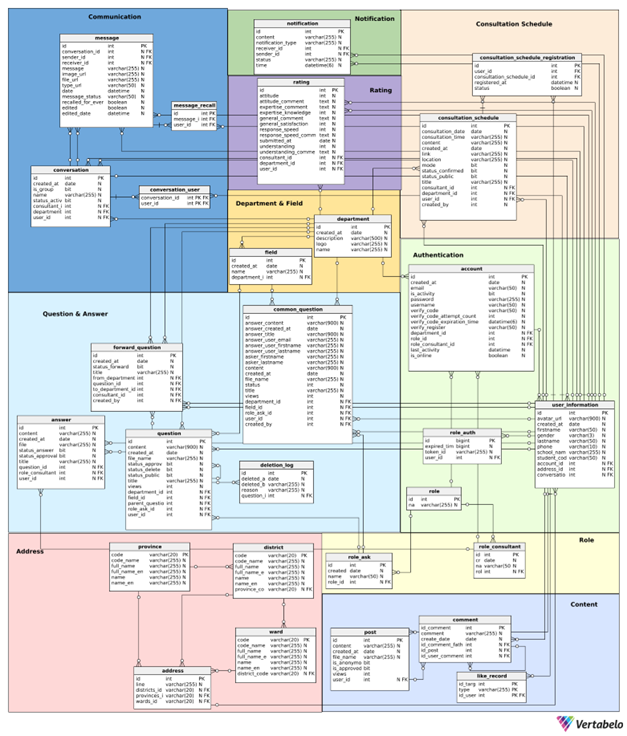 Communication
message
id int PK
conversation_id int N FK
sender_id int N FK
receiver_id int N FK
message varchar(255) N
image_url varchar(255) N
file_url varchar(255) N
type_url varchar(50) N
date datetime N
message_status varchar(50) N
recalled_for_ever boolean N
edited boolean N
edited_date datetime N
message_recall
id int PK
message_i int N FK
user_id int N FK
conversation
id int PK
created_at date N
is_group bit N
name varchar(255) N
status_activ bit N
consultant_i int N FK
department int N FK
user_id int N FK
conversation_user
conversation_id int PK FK
user_id int PK FK
Notification
notification
id int PK
content varchar(255) N
notification_type varchar(255) N
receiver_id int N FK
sender_id int N FK
status varchar(255) N
time datetime(6) N
Rating
rating
id int PK
attitude int N
attitude_comment text N
expertise_comment text N
expertise_knowledge int N
general_comment text N
general_satisfaction int N
response_speed int N
response_speed_comm text N
submitted_at date N
understanding int N
understanding_comme text N
consultant_id int N FK
department_id int N FK
user_id int N FK
Consultation Schedule
consultation_schedule_registration
id int PK
user_id int N FK
consultation_schedule_id int N FK
registered_at datetime N
status boolean N
consultation_schedule
id int PK
consultation_date date N
consultation_time varchar(255) N
content varchar(255) N
created_at date N
link varchar(255) N
location varchar(255) N
mode bit N
status_confirmed bit N
status_public bit N
title varchar(255) N
consultant_id int N FK
department_id int N FK
user_id int N FK
created_by int N
Department & Field
department
id int PK
created_at date N
description varchar(500) N
logo varchar(255) N
name varchar(255) N
field
id int PK
created_at date N
name varchar(255) N
department_i int N FK
Authentication
account
id int PK
created_at date N
email varchar(50) N
is_activity bit N
password varchar(255) N
username varchar(50) N
verify_code varchar(50) N
verify_code_attempt_count int N
verify_code_expiration_time datetime(6) N
verify_register varchar(50) N
department_id int N FK
role_id int N FK
role_consultant_id int N FK
last_activity datetime N
is_online boolean N
user_information
id int PK
avatar_url varchar(900) N
created_at date N
firstname varchar(50) N
gender varchar(3) N
lastname varchar(50) N
phone varchar(10) N
school_nam varchar(255) N
student_cod varchar(50) N
account_id int N FK
address_id int N FK
conversatio int N FK
role_auth
id bigint PK
expired_tim bigint N
token_id varchar(255) N
user_id int N FK
role
id int PK
na varchar(255) N
Question & Answer
common_question
id int PK
answer_content varchar(900) N
answer_created_at date N
answer_title varchar(255) N
answer_user_email varchar(255) N
answer_user_firstname varchar(255) N
answer_user_lastname varchar(255) N
asker_firstname varchar(255) N
asker_lastname varchar(255) N
content varchar(900) N
created_at date N
file_name varchar(255) N
status int N
title varchar(255) N
views int N
department_id int N FK
field_id int N FK
role_ask_id int N FK
user_id int N FK
created_by int N FK
forward_question
id int PK
created_at date N
status_forward bit N
title varchar(255) N
from_department int N FK
question_id int N FK
to_department_id int N FK
consultant_id int N FK
created_by int N FK
answer
id int PK
content varchar(255) N
created_at date N
file varchar(255) N
status_answer bit N
status_approval bit N
title varchar(255) N
question_id int N FK
role_consultant int N FK
user_id int N FK
question
id int PK
content varchar(900) N
created_at date N
file_name varchar(255) N
status_approv bit N
status_delete bit N
status_public bit N
title varchar(255) N
views int N
department_id int N FK
field_id int N FK
parent_questio int N FK
role_ask_id int N FK
user_id int N FK
deletion_log
id int PK
deleted_a date N
deleted_b varchar(255) N
reason varchar(255) N
question_i int N FK
Address
province
code varchar(20) PK
code_name varchar(255) N
full_name varchar(255) N
full_name_en varchar(255) N
name varchar(255) N
name_en varchar(255) N
district
code varchar(20) PK
code_name varchar(255) N
full_name varchar(255) N
full_name_e varchar(255) N
name varchar(255) N
name_en varchar(255) N
province_co varchar(20) N FK
ward
code varchar(20) PK
code_name varchar(255) N
full_name varchar(255) N
full_name varchar(255) N
name varchar(255) N
name_en varchar(255) N
district_code varchar(20) N FK
address
id int PK
line varchar(255) N
districts_id varchar(20) N FK
provinces_i varchar(20) N FK
wards_id varchar(20) N FK
Role
role_ask
id int PK
created date N
name varchar(50) N
role_id int N FK
role_consultant
id int PK
cr date N
na varchar(50) N
rol int N FK
Content
post
id int PK
content varchar(255) N
created_at date N
file_name varchar(255) N
is_anonymo bit N
is_approved bit N
views int N
user_id int N FK
comment
id_comment int PK
comment varchar(255) N
create_date date N
id_comment_fath int N FK
id_post int N FK
id_user_comment int N FK
like_record
id_targ int PK
type varchar(255) PK
id_user int PK FK
Vertabelo